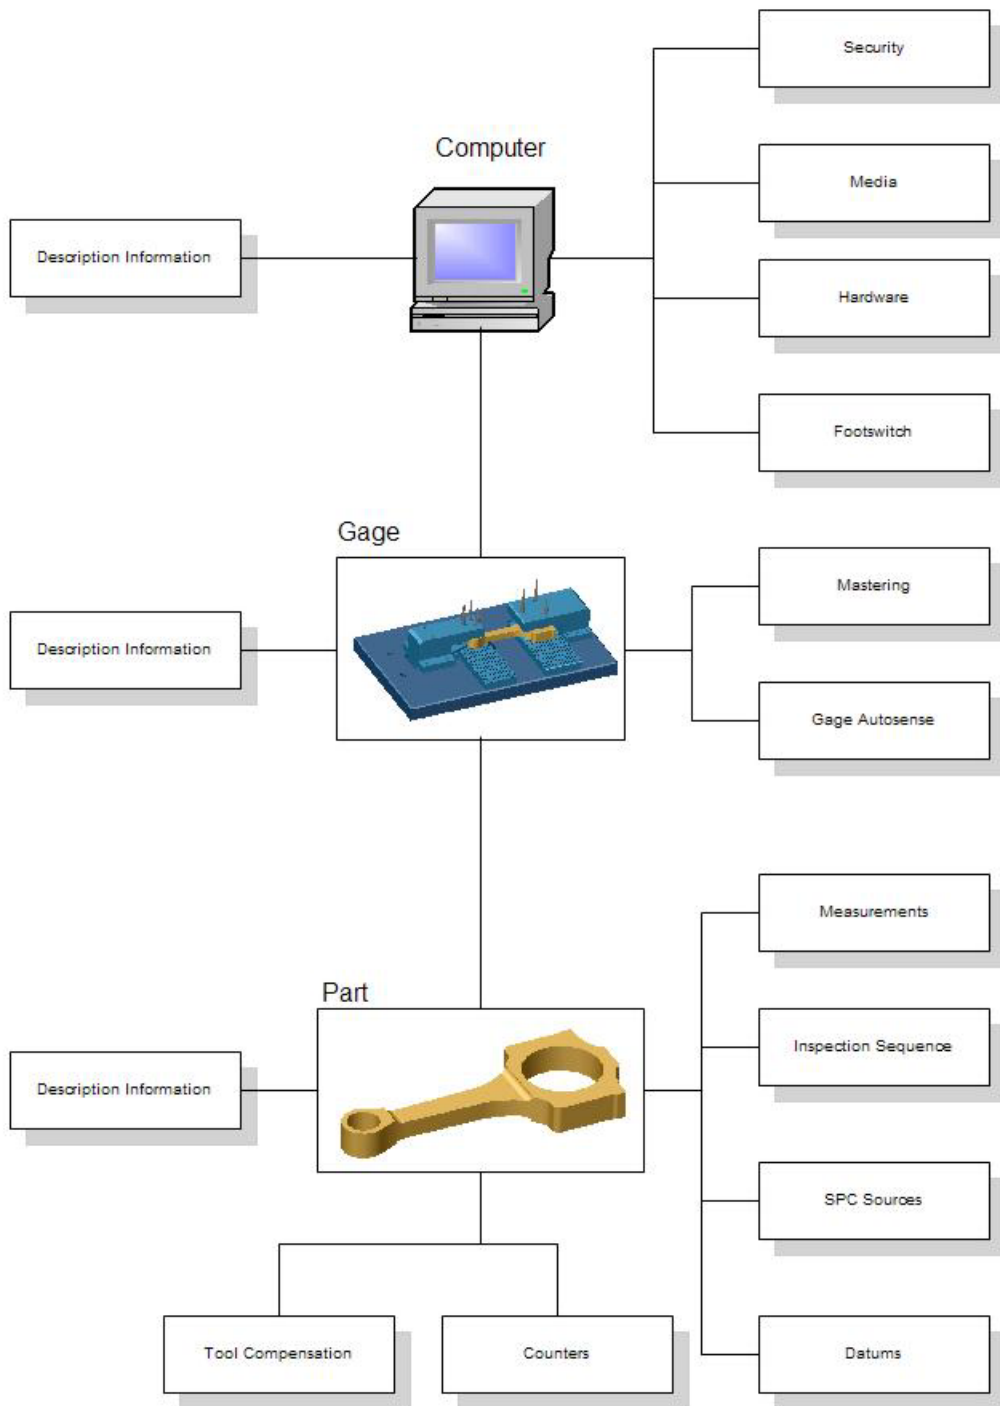 Security
Computer
Media
Description Information
Hardware
Footswitch
Gage
Mastering
Description Information
Gage Autosense
Measurements
Part
Inspection Sequence
Description Information
SPC Sources
Tool Compensation
Counters
Datums